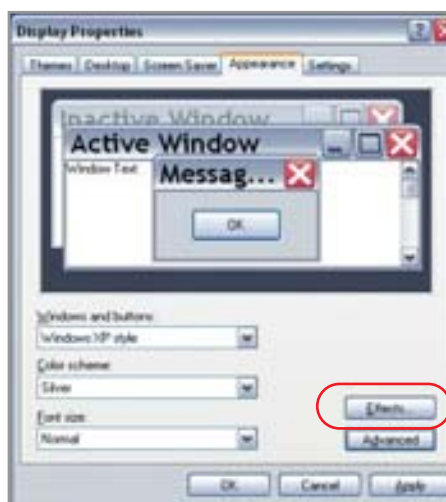 Display Properties
Themes Desktop Screen Saver Appearance Settings
Inactive Window
Active Window
Window Text
Messag...
OK
Windows and buttons:
Windows XP style
Color scheme:
Silver
Font size:
Normal
Effects...
Advanced
OK Cancel Apply